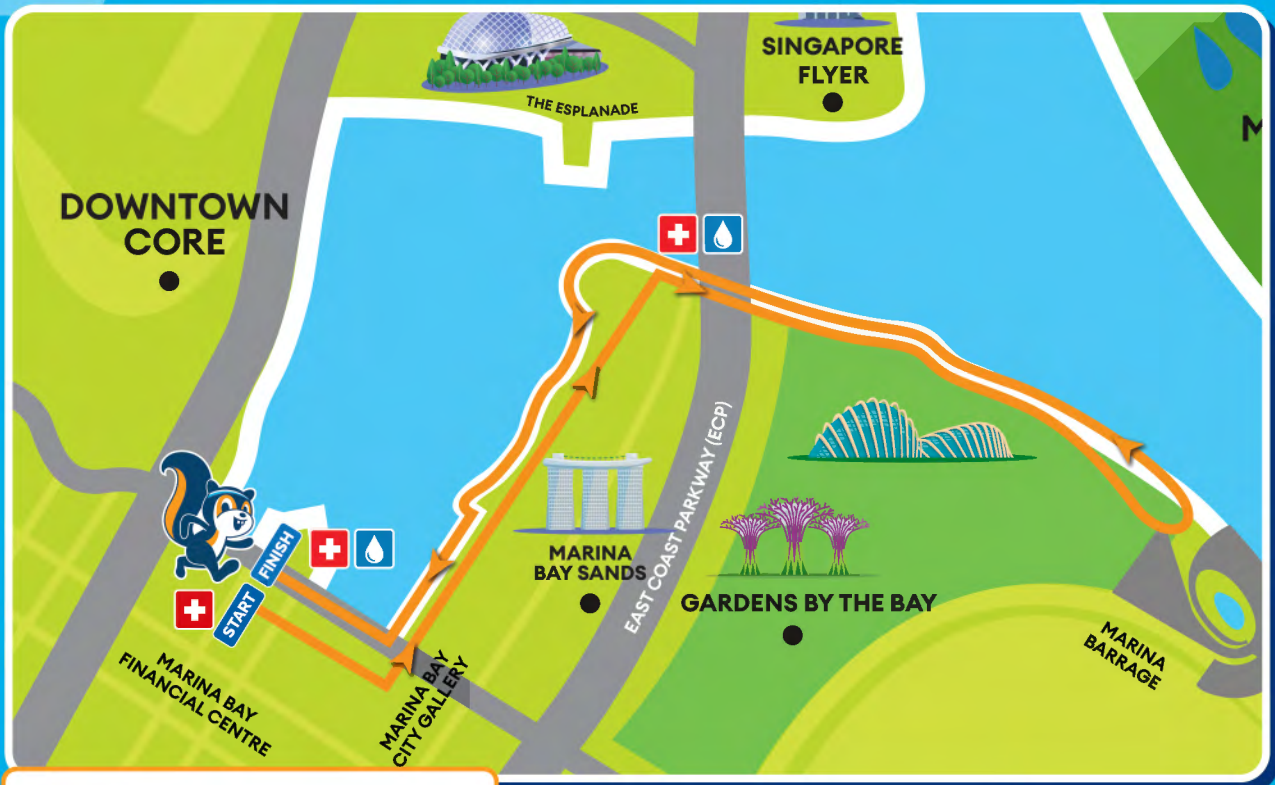 SINGAPORE
FLYER
THE ESPLANADE
DOWNTOWN
CORE
MARINA
BAY SANDS
EAST COAST PARKWAY (ECP)
GARDENS BY THE BAY
FINISH
START
MARINA BAY
FINANCIAL CENTRE
MARINA BAY
CITY GALLERY
MARINA
BARRAGE